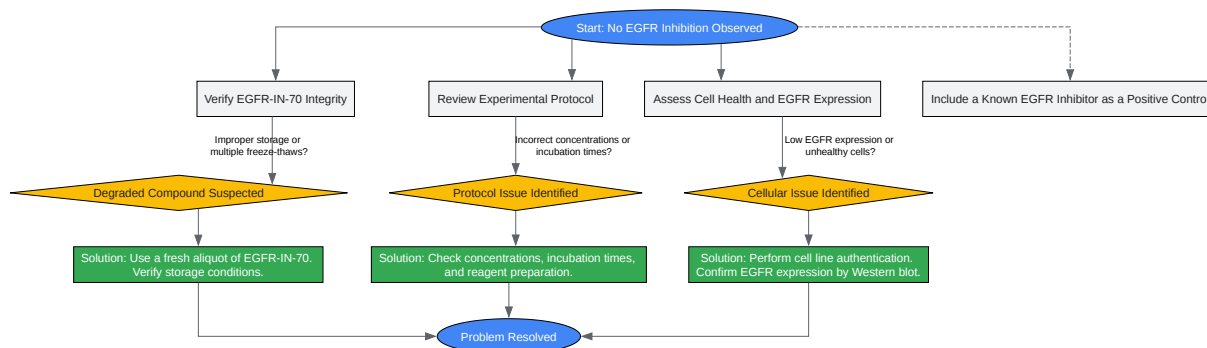 Start: No EGFR Inhibition Observed
Verify EGFR-IN-70 Integrity
Review Experimental Protocol
Assess Cell Health and EGFR Expression
Include a Known EGFR Inhibitor as a Positive Contro
Improper storage or
multiple freeze-thaws?
Incorrect concentrations or
incubation times?
Low EGFR expression or
unhealthy cells?
Degraded Compound Suspected
Protocol Issue Identified
Cellular Issue Identified
Solution: Use a fresh aliquot of EGFR-IN-70.
Verify storage conditions.
Solution: Check concentrations, incubation times,
and reagent preparation.
Solution: Perform cell line authentication.
Confirm EGFR expression by Western blot.
Problem Resolved